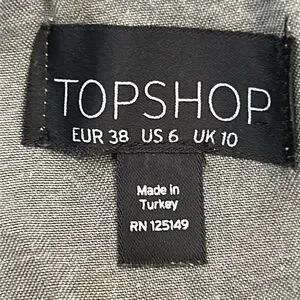 TOPSHOP
EUR 38 US 6 UK 10
Made in
Turkey
RN 125149